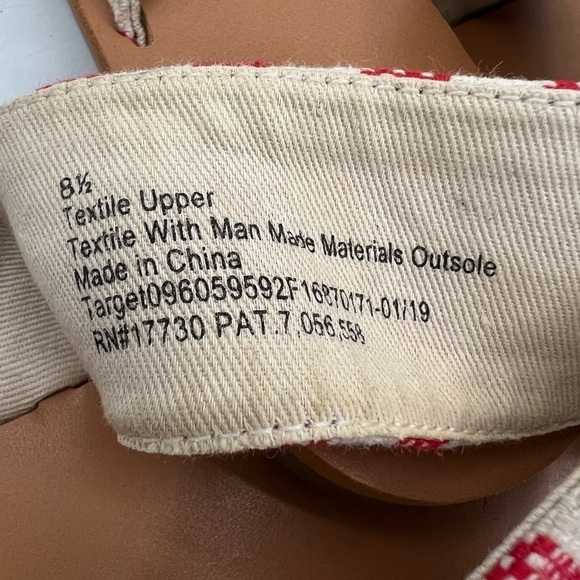 8½
Textile Upper
Textile With Man Made Materials Outsole
Made in China
Target096059592F16870171-01/19
RN#17730 PAT.7,056,558